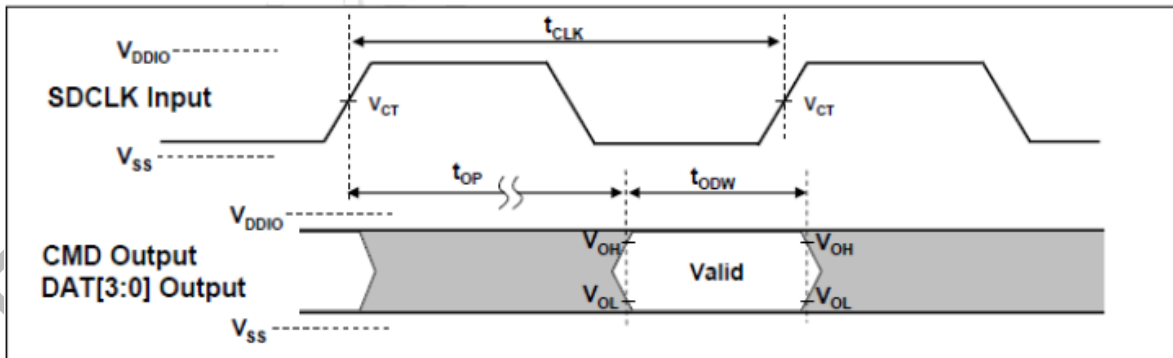 t_CLK
V_DDIO
SDCLK Input
V_CT V_CT
V_SS
t_OP t_ODW
V_DDIO
CMD Output
V_OH V_OH
Valid
DAT[3:0] Output
V_OL V_OL
V_SS